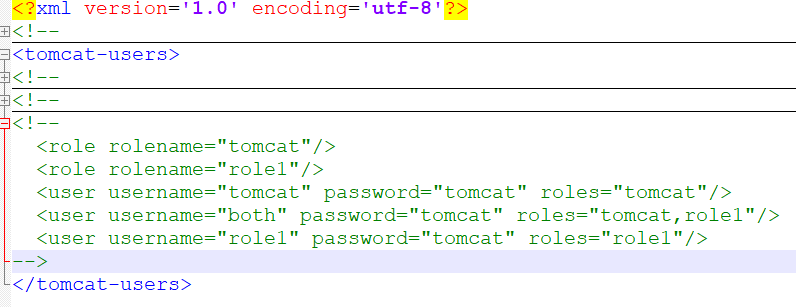 <?xml version='1.0' encoding='utf-8'?>
<!--
<tomcat-users>
<!--
<!--
<!--
  <role rolename="tomcat"/>
  <role rolename="role1"/>
  <user username="tomcat" password="tomcat" roles="tomcat"/>
  <user username="both" password="tomcat" roles="tomcat,role1"/>
  <user username="role1" password="tomcat" roles="role1"/>
-->
</tomcat-users>